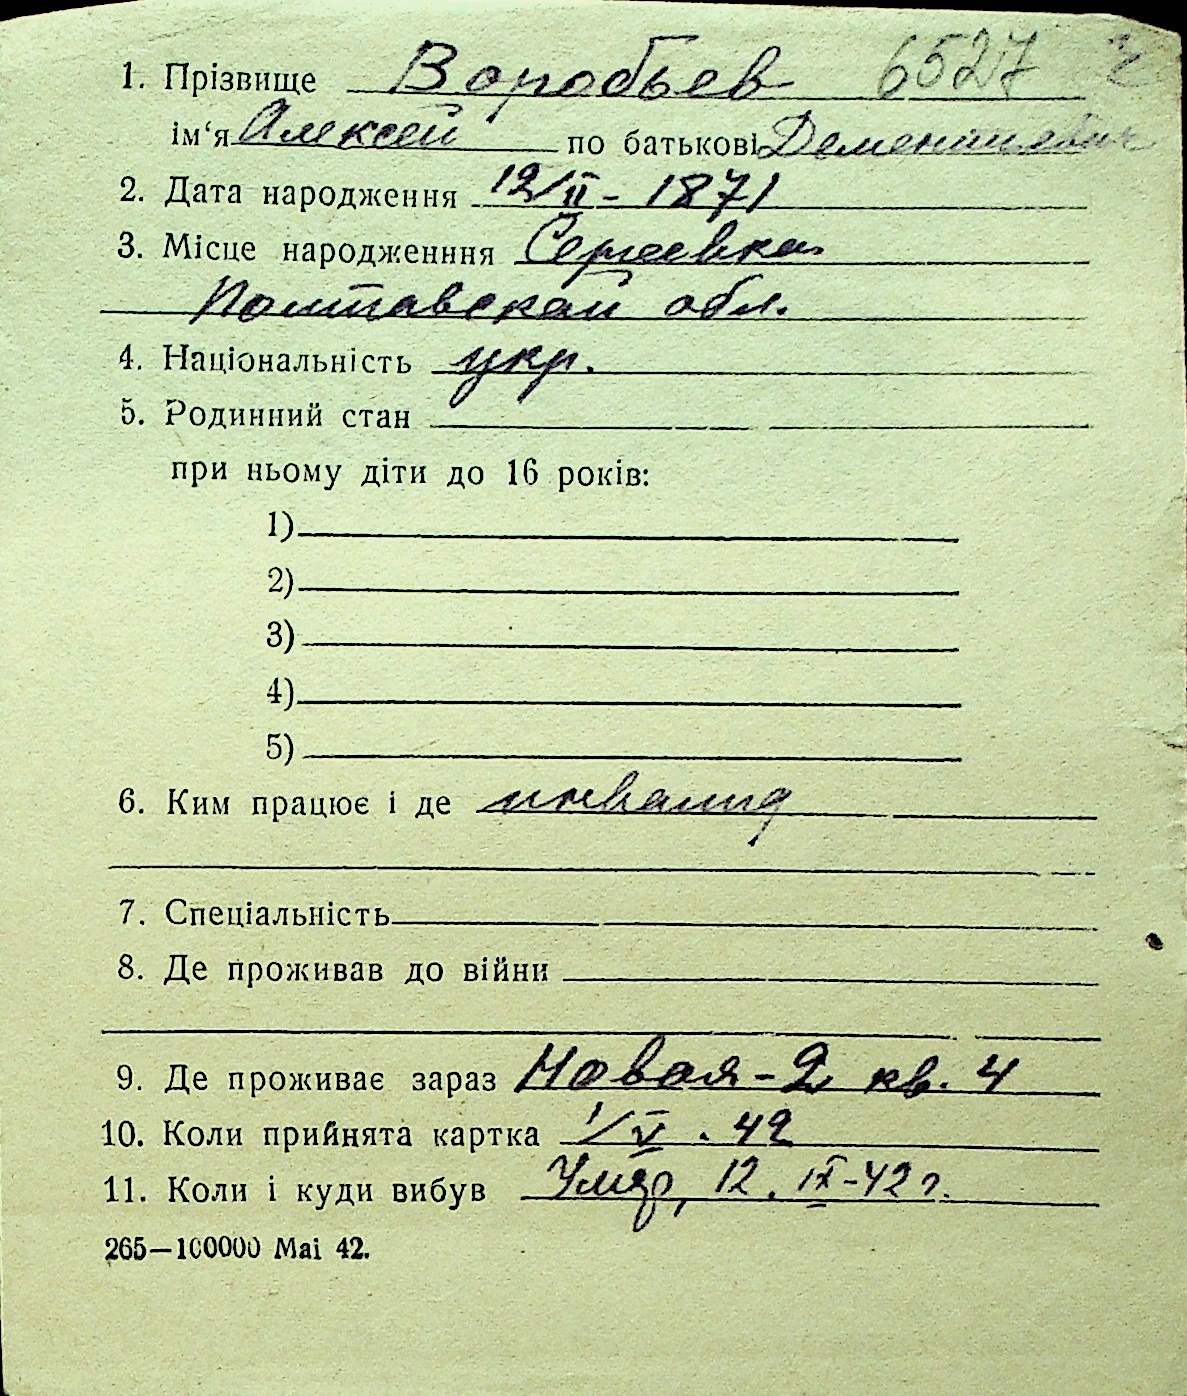 1. Прізвище Воробьев 6527 ч
ім‘я Алексей по батькові Дементиевич
2. Дата народження 12/II - 1871
3. Місце народженння Сергеевка
Полтавской обл.
4. Національність укр.
5. Родинний стан
при ньому діти до 16 років:
1)
2)
3)
4)
5)
6. Ким працює і де инвалид
7. Спеціальність
8. Де проживав до війни
9. Де проживає зараз Новая - 2 кв. 4
10. Коли прийнята картка 1/V . 42
11. Коли і куди вибув Умер, 12. IX-42 г.
265—100000 Mai 42.